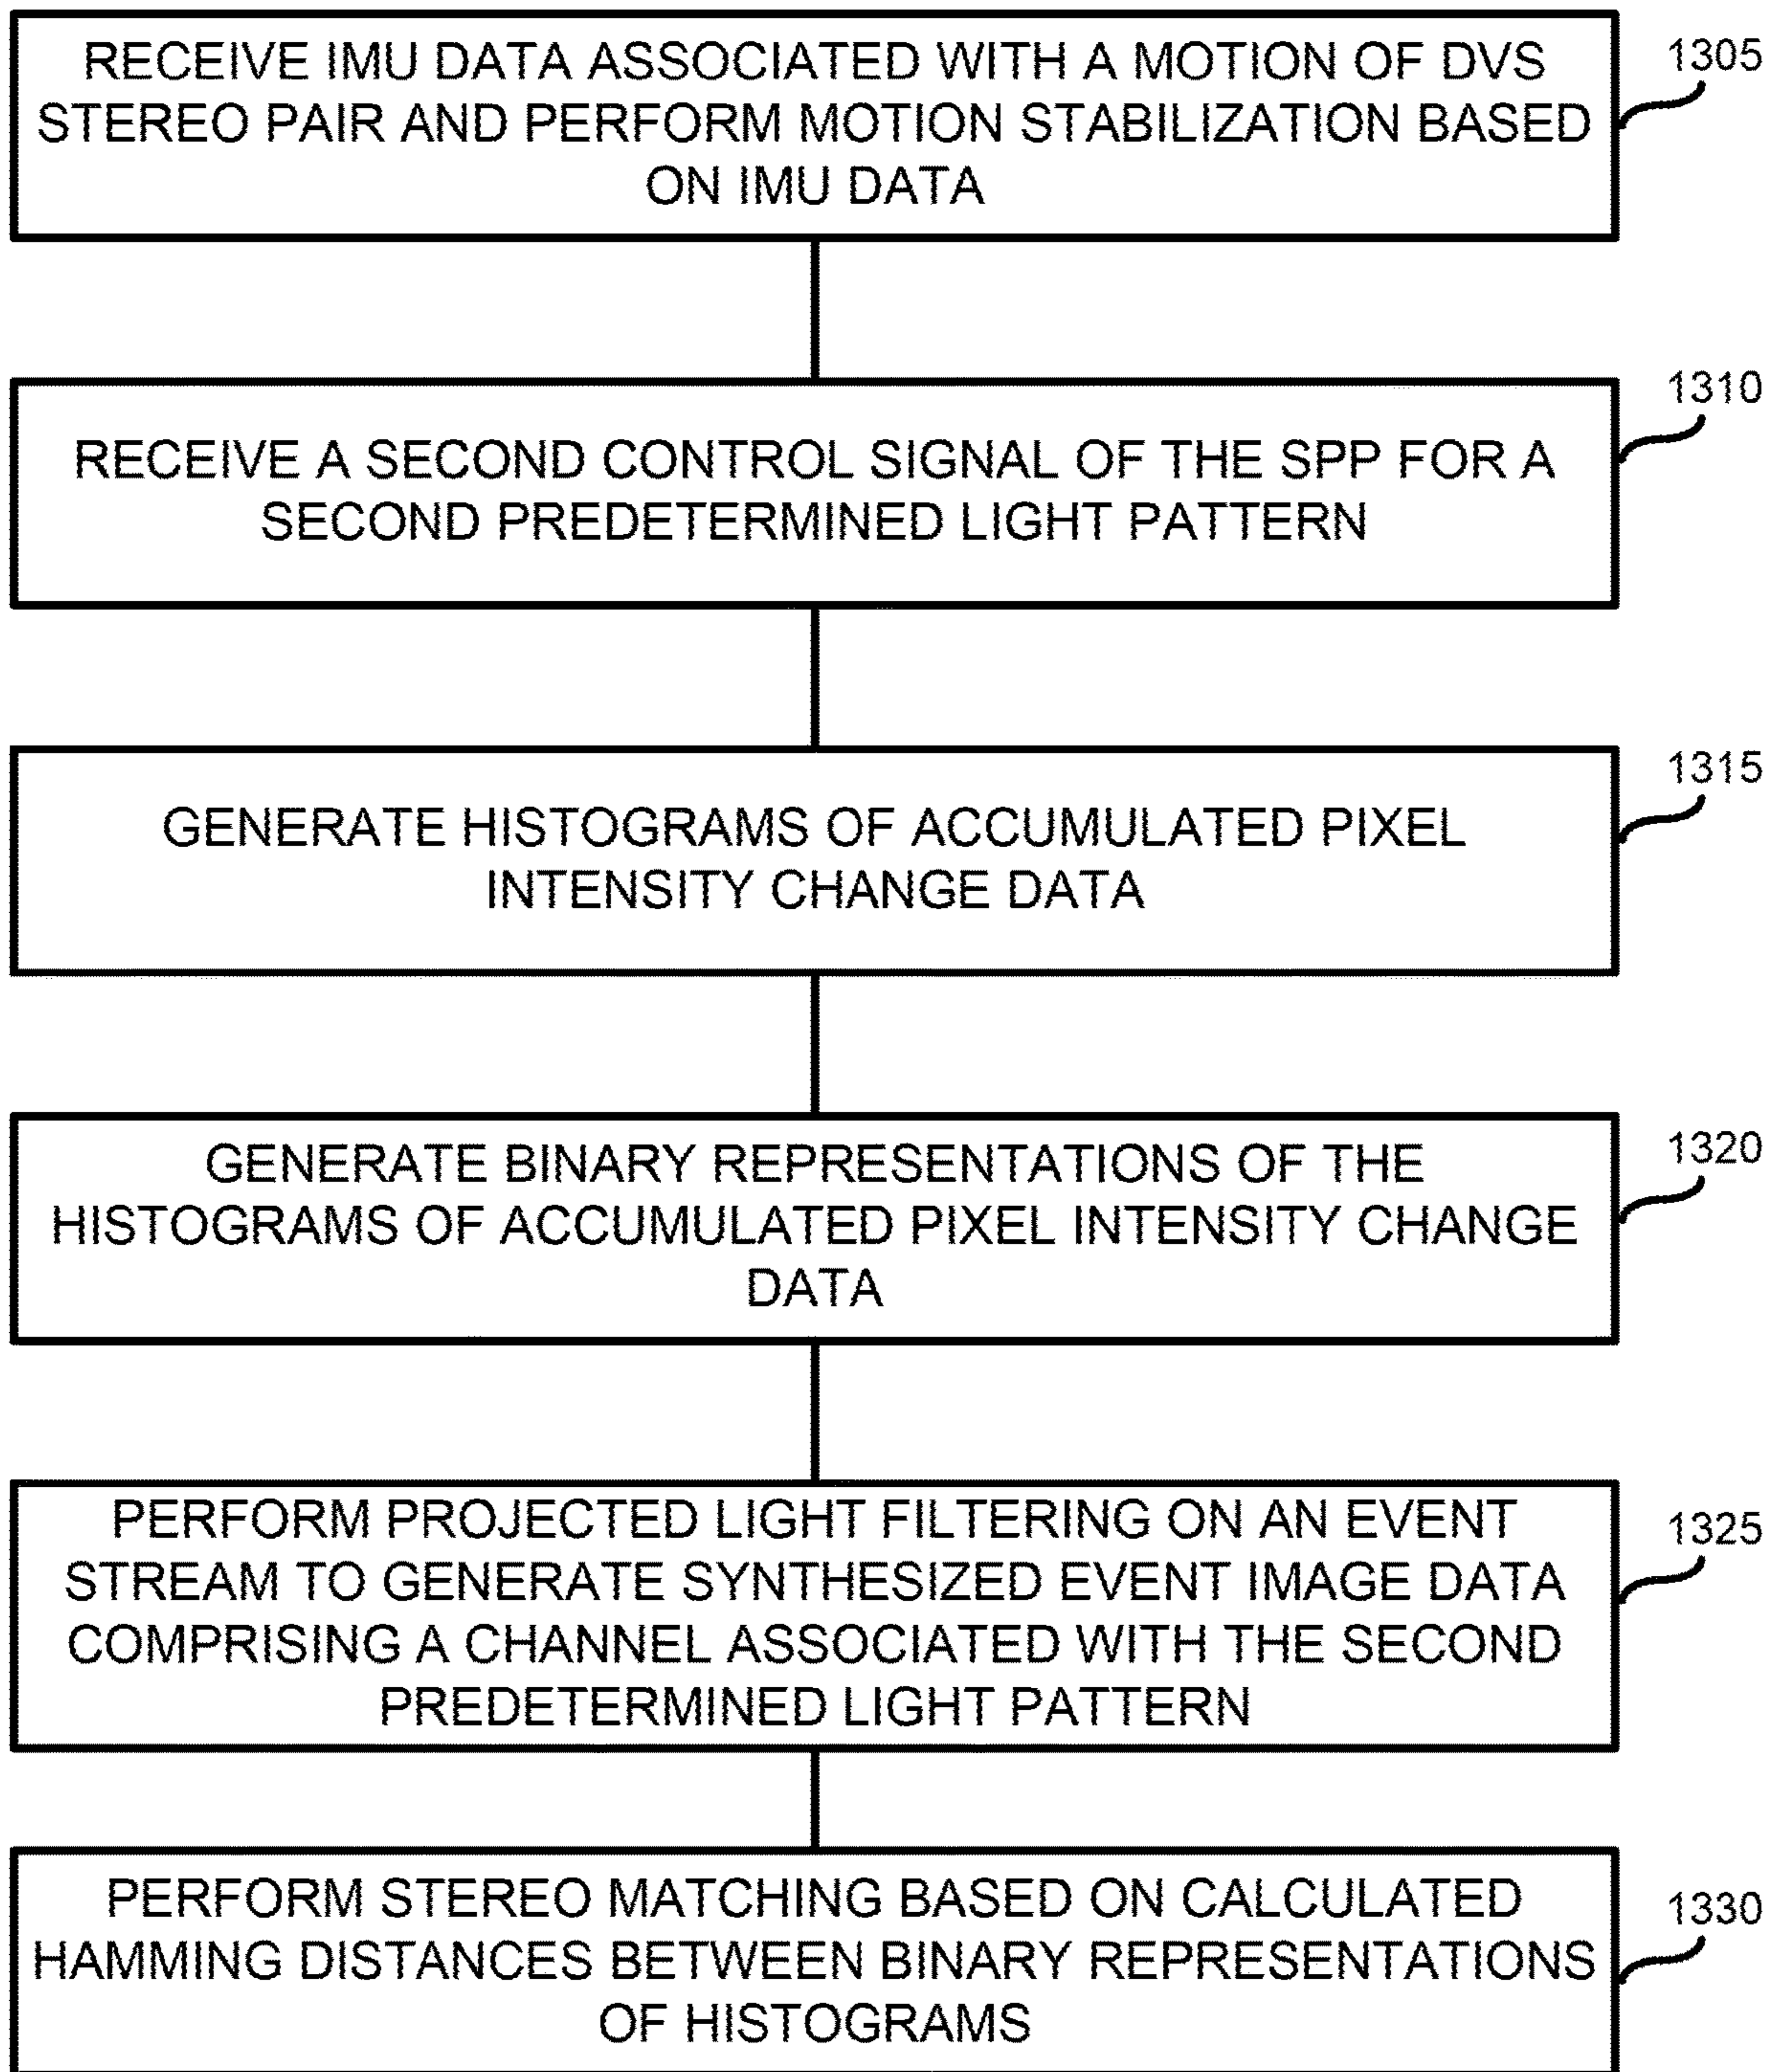 RECEIVE IMU DATA ASSOCIATED WITH A MOTION OF DVS
STEREO PAIR AND PERFORM MOTION STABILIZATION BASED
ON IMU DATA
1305
RECEIVE A SECOND CONTROL SIGNAL OF THE SPP FOR A
SECOND PREDETERMINED LIGHT PATTERN
1310
GENERATE HISTOGRAMS OF ACCUMULATED PIXEL
INTENSITY CHANGE DATA
1315
GENERATE BINARY REPRESENTATIONS OF THE
HISTOGRAMS OF ACCUMULATED PIXEL INTENSITY CHANGE
DATA
1320
PERFORM PROJECTED LIGHT FILTERING ON AN EVENT
STREAM TO GENERATE SYNTHESIZED EVENT IMAGE DATA
COMPRISING A CHANNEL ASSOCIATED WITH THE SECOND
PREDETERMINED LIGHT PATTERN
1325
PERFORM STEREO MATCHING BASED ON CALCULATED
HAMMING DISTANCES BETWEEN BINARY REPRESENTATIONS
OF HISTOGRAMS
1330